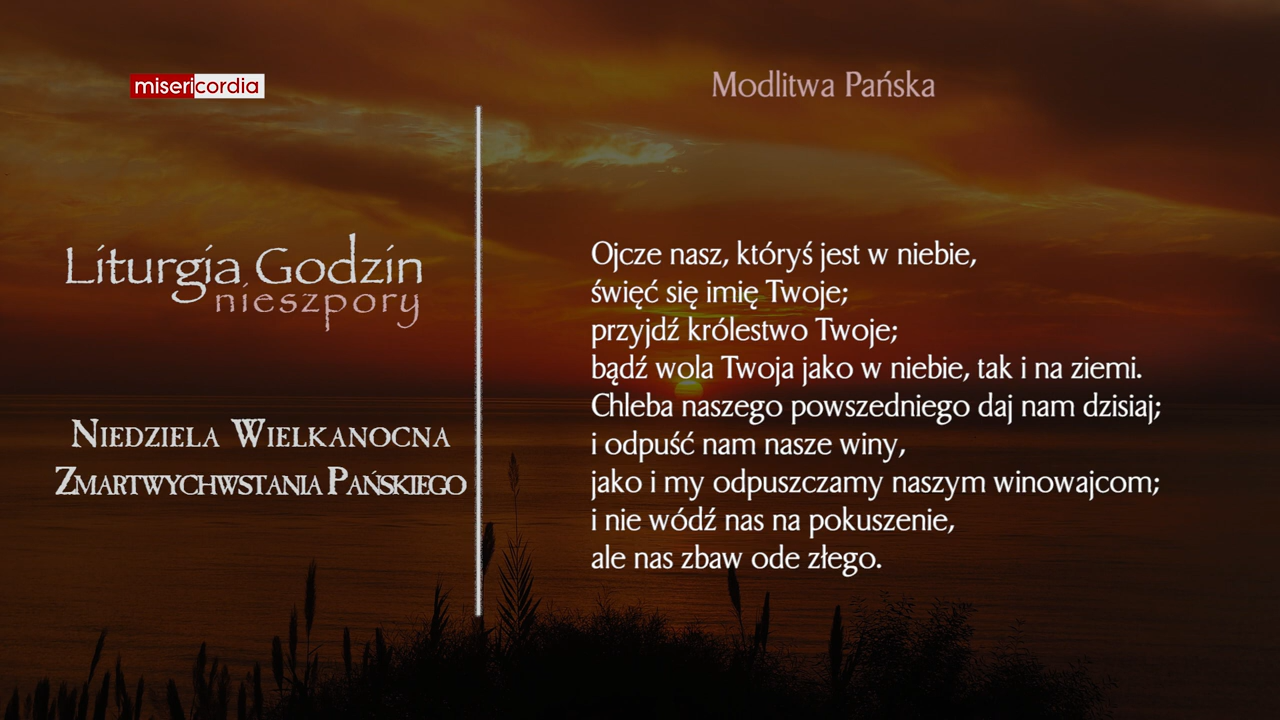 misericordia
Liturgia Godzin
nieszpory
Niedziela Wielkanocna
Zmartwychwstania Pańskiego
Modlitwa Pańska
Ojcze nasz, któryś jest w niebie,
święć się imię Twoje;
przyjdź królestwo Twoje;
bądź wola Twoja jako w niebie, tak i na ziemi.
Chleba naszego powszedniego daj nam dzisiaj;
i odpuść nam nasze winy,
jako i my odpuszczamy naszym winowajcom;
i nie wódź nas na pokuszenie,
ale nas zbaw ode złego.